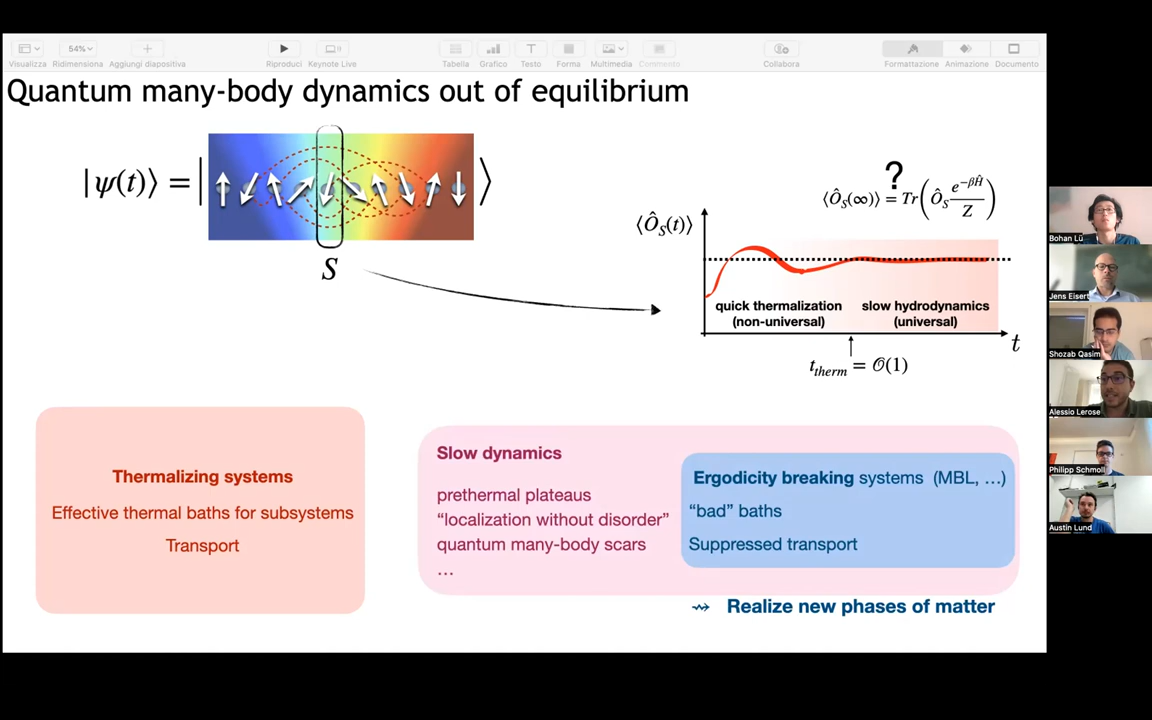 54%
Visualizza Ridimensiona Aggiungi diapositiva Riproduci Keynote Live Tabella Grafico Testo Forma Multimedia Commento Collabora Formattazione Animazione Documento
Quantum many-body dynamics out of equilibrium
|ψ(t)⟩ = | ⟩
S
?
⟨Ô_S(∞)⟩ = Tr(Ô_S e^{-βĤ}/Z)
⟨Ô_S(t)⟩
quick thermalization
(non-universal)
slow hydrodynamics
(universal)
t
t_therm = 𝒪(1)
Thermalizing systems
Effective thermal baths for subsystems
Transport
Slow dynamics
prethermal plateaus
“localization without disorder”
quantum many-body scars
…
Ergodicity breaking systems (MBL, …)
“bad” baths
Suppressed transport
⇝ Realize new phases of matter
Bohan Lü
Jens Eisert
Shozab Qasim
Alessio Lerose
Philipp Schmoll
Austin Lund